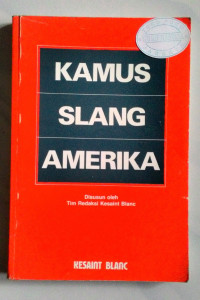 KAMUS
SLANG
AMERIKA
Disusun oleh
Tim Redaksi Kesaint Blanc
KESAINT BLANC